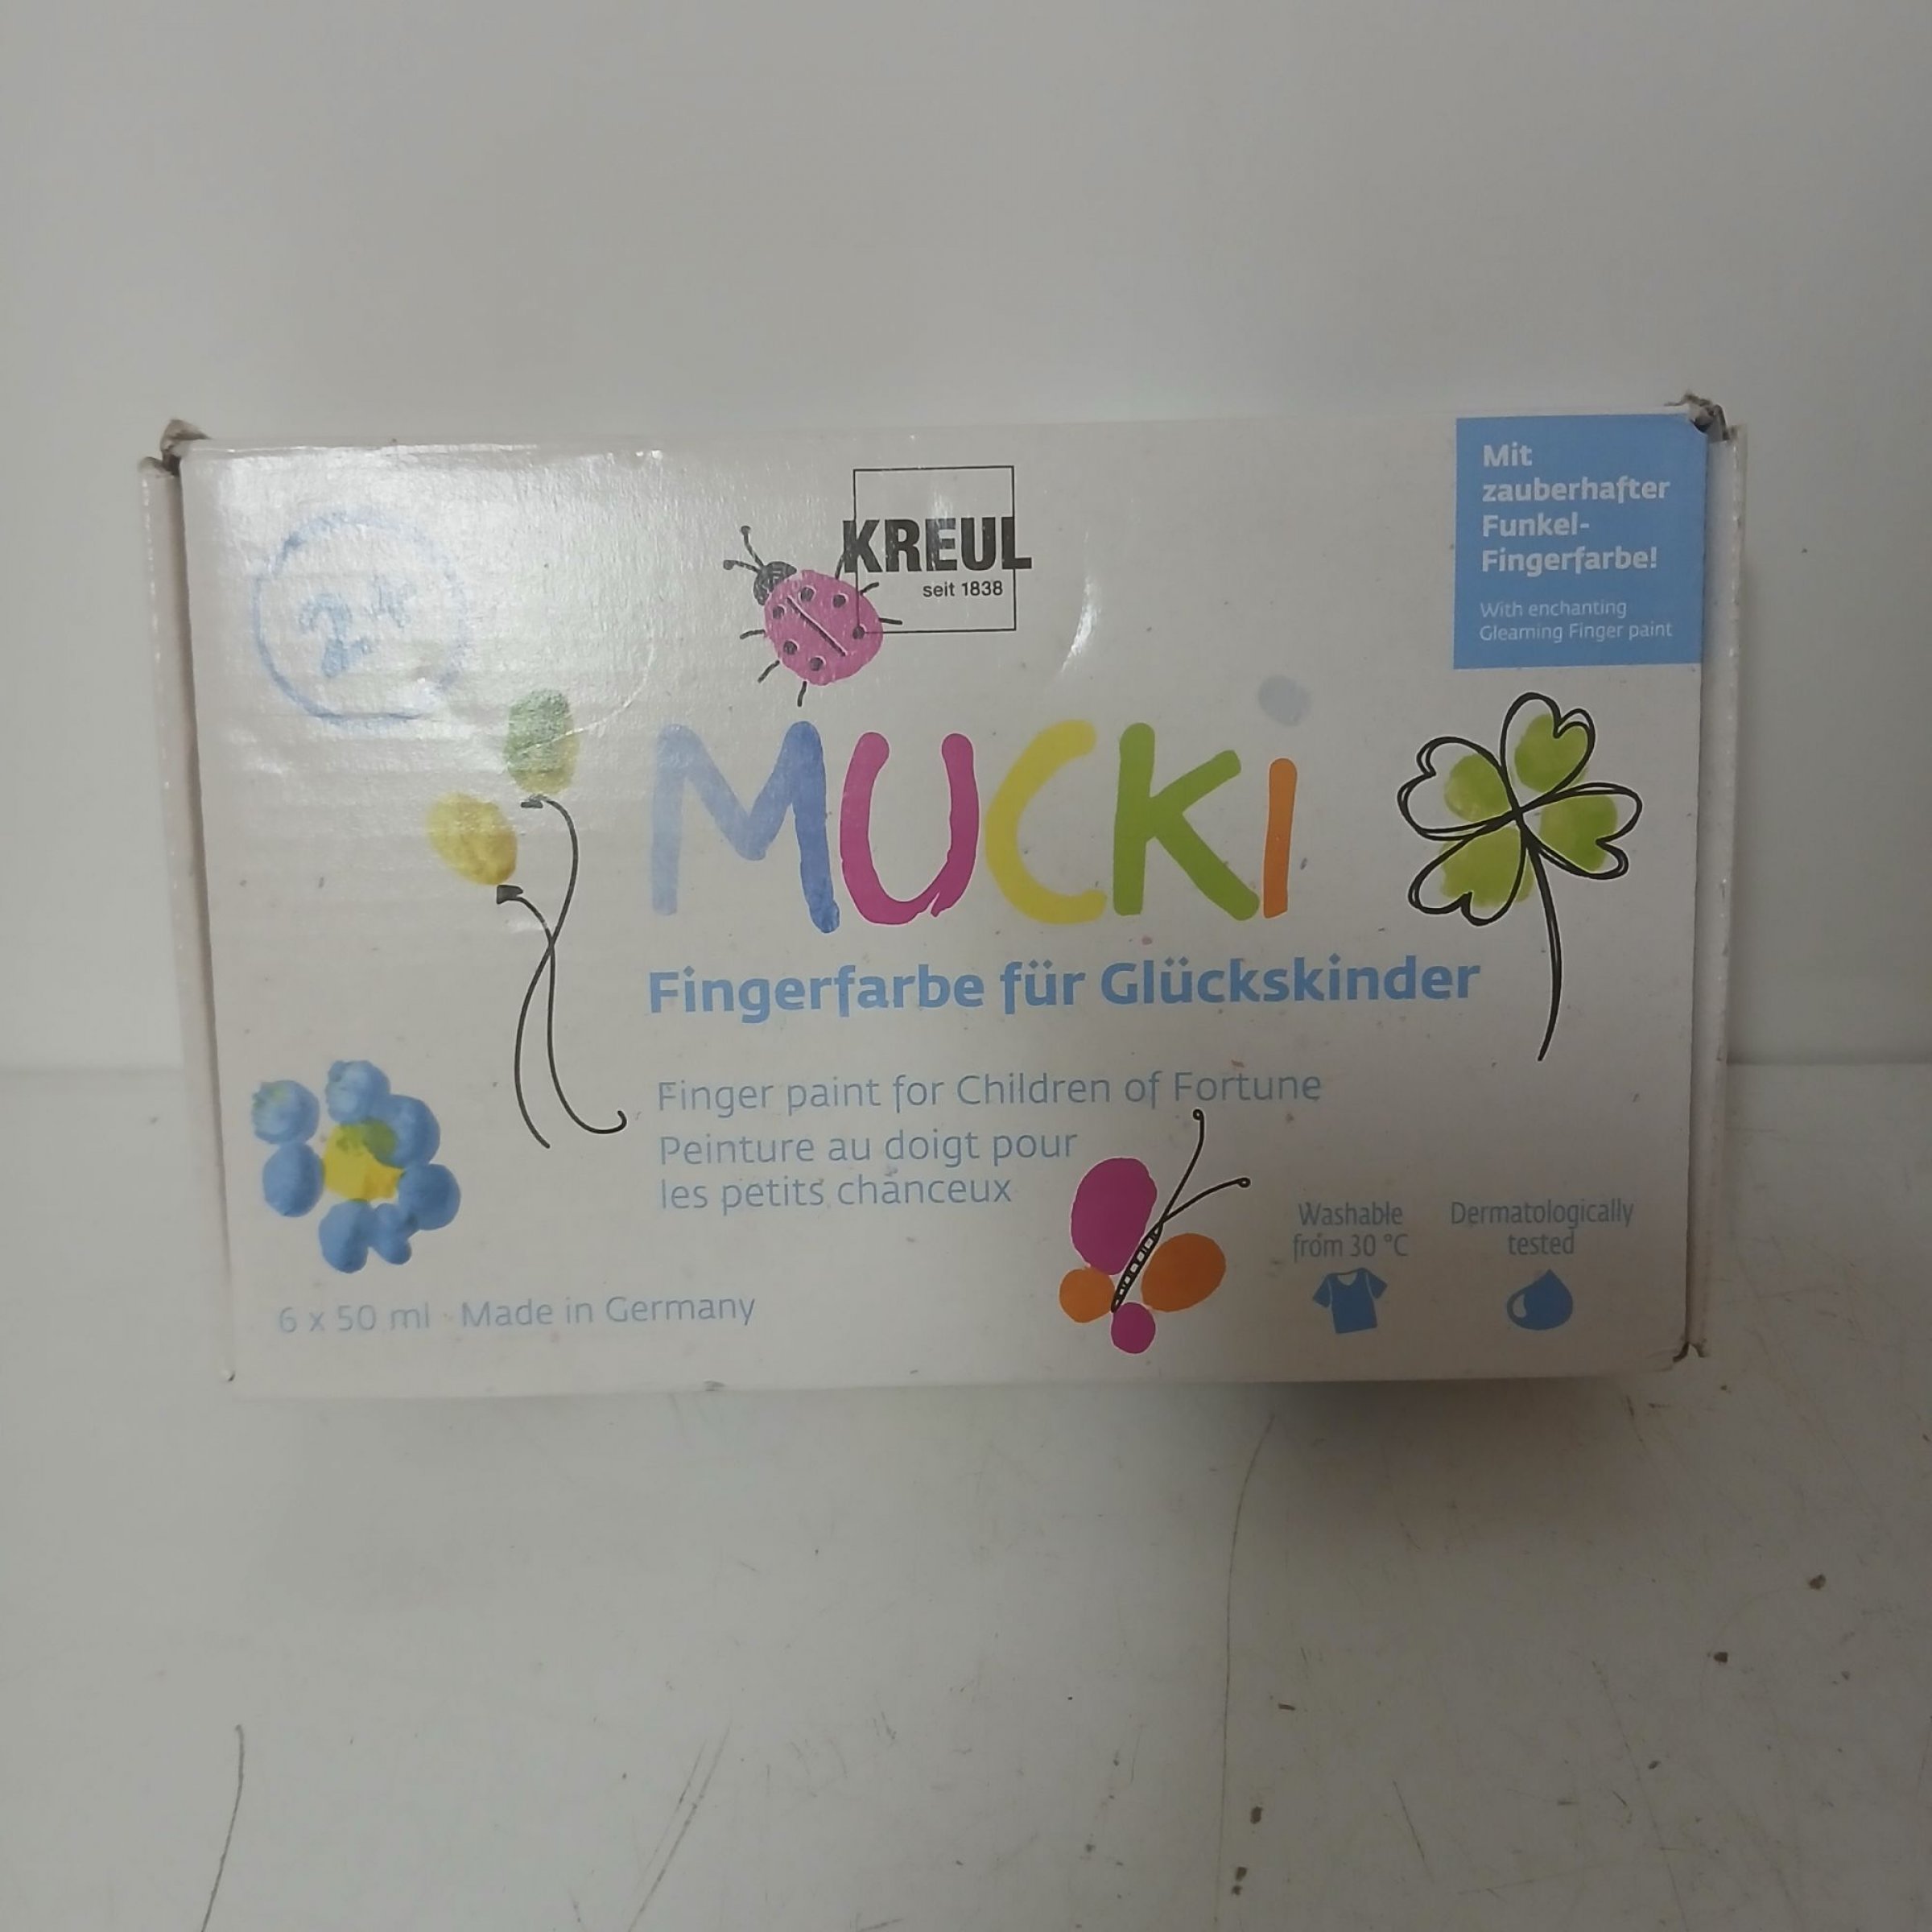 KREUL
seit 1838
Mit
zauberhafter
Funkel-
Fingerfarbe!
With enchanting
Gleaming Finger paint
2+
MUCKi
Fingerfarbe für Glückskinder
Finger paint for Children of Fortune
Peinture au doigt pour
les petits chanceux
Washable
from 30 °C
Dermatologically
tested
6 x 50 ml · Made in Germany